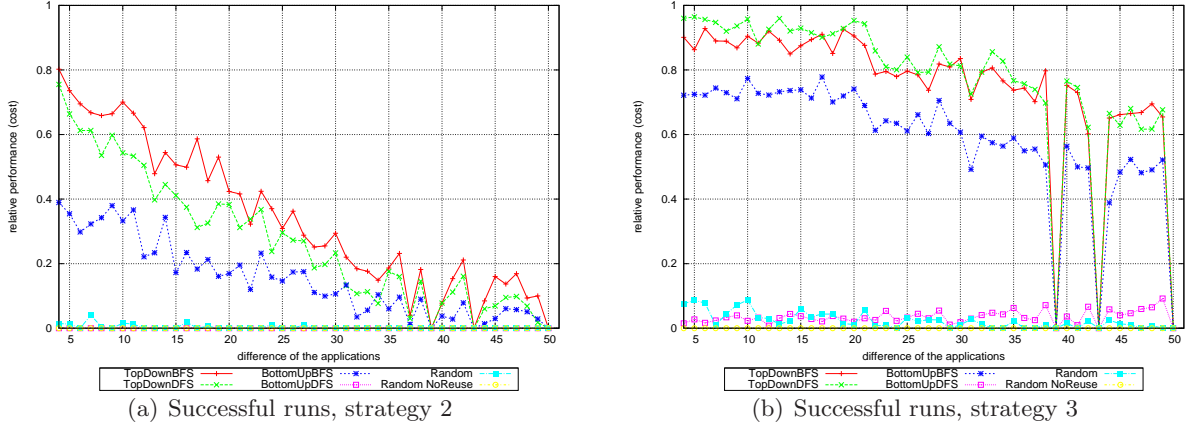 relative performance (cost)
1
0.8
0.6
0.4
0.2
0
5 10 15 20 25 30 35 40 45 50
difference of the applications
TopDownBFS BottomUpBFS Random
TopDownDFS BottomUpDFS Random NoReuse
(a) Successful runs, strategy 2
relative performance (cost)
1
0.8
0.6
0.4
0.2
0
5 10 15 20 25 30 35 40 45 50
difference of the applications
TopDownBFS BottomUpBFS Random
TopDownDFS BottomUpDFS Random NoReuse
(b) Successful runs, strategy 3